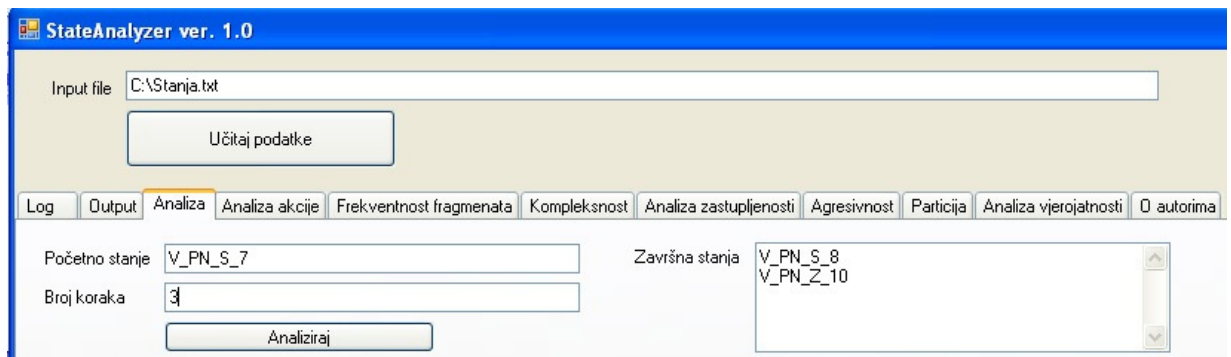 StateAnalyzer ver. 1.0
Input file C:\Stanja.txt
Učitaj podatke
Log Output Analiza Analiza akcije Frekventnost fragmenata Kompleksnost Analiza zastupljenosti Agresivnost Particija Analiza vjerojatnosti O autorima
Početno stanje V_PN_S_7
Broj koraka 3
Analiziraj
Završna stanja V_PN_S_8
V_PN_Z_10